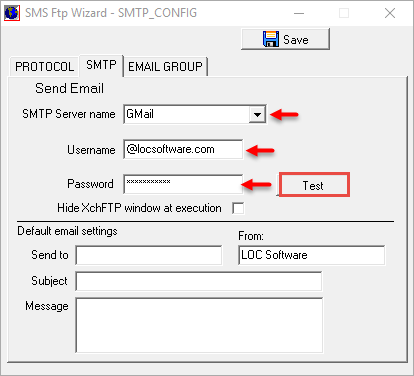 SMS Ftp Wizard - SMTP_CONFIG
Save
PROTOCOL SMTP EMAIL GROUP
Send Email
SMTP Server name GMail
Username @locsoftware.com
Password ***********
Test
Hide XchFTP window at execution
Default email settings
From:
Send to LOC Software
Subject
Message